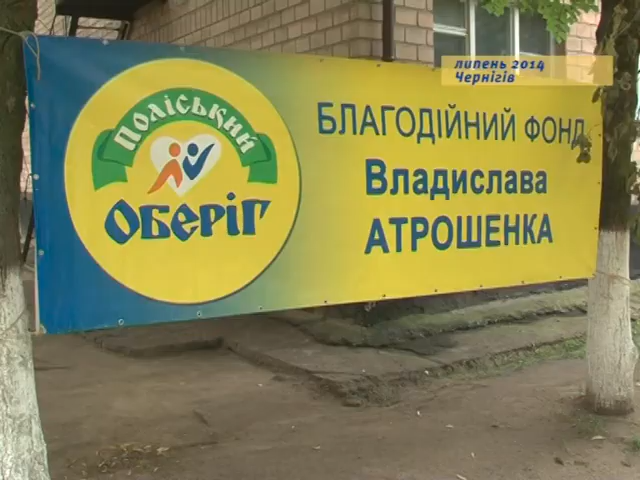 липень 2014
Чернігів
Поліський
Оберіг
БЛАГОДІЙНИЙ ФОНД
Владислава
АТРОШЕНКА